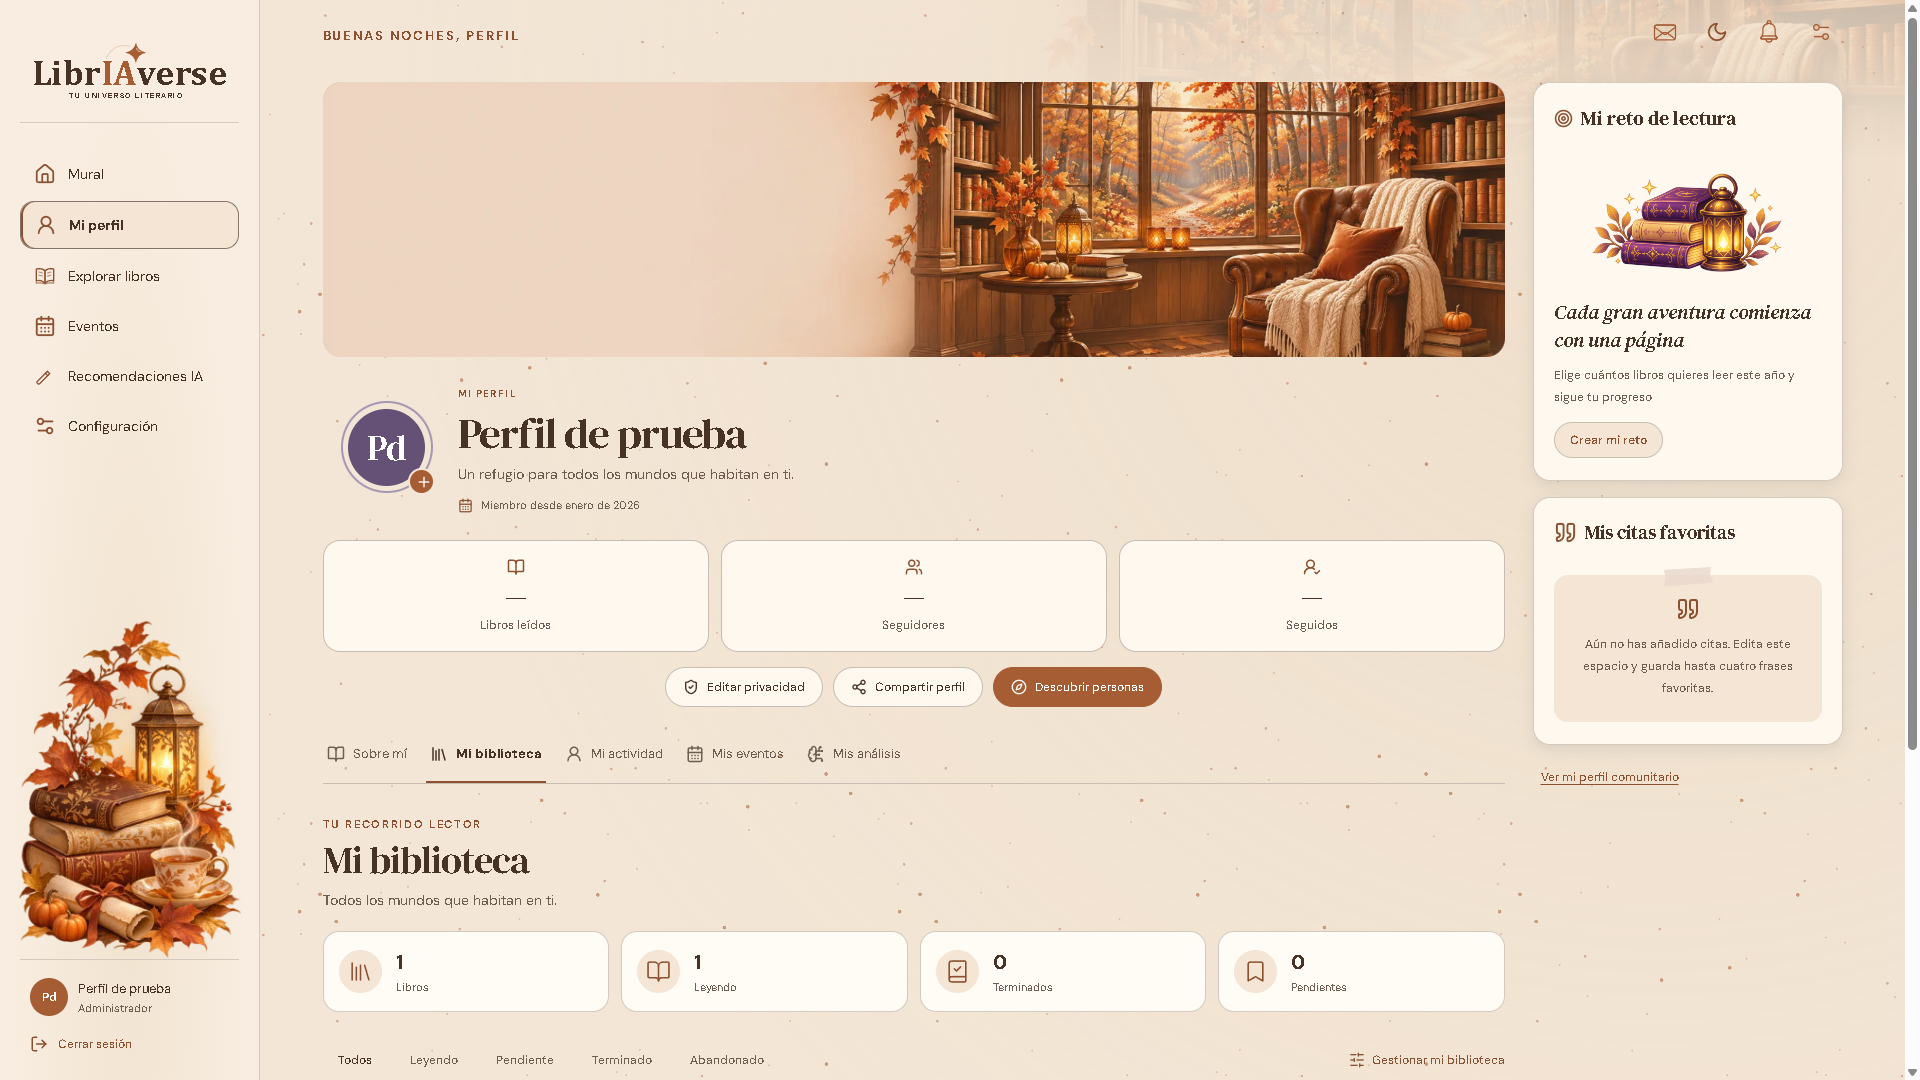 LibrIAverse
TU UNIVERSO LITERARIO
Mural
Mi perfil
Explorar libros
Eventos
Recomendaciones IA
Configuración
Pd
Perfil de prueba
Administrador
Cerrar sesión
BUENAS NOCHES, PERFIL
Pd
MI PERFIL
Perfil de prueba
Un refugio para todos los mundos que habitan en ti.
Miembro desde enero de 2026
—
Libros leídos
—
Seguidores
—
Seguidos
Editar privacidad
Compartir perfil
Descubrir personas
Sobre mí
Mi biblioteca
Mi actividad
Mis eventos
Mis análisis
TU RECORRIDO LECTOR
Mi biblioteca
Todos los mundos que habitan en ti.
1
Libros
1
Leyendo
0
Terminados
0
Pendientes
Todos
Leyendo
Pendiente
Terminado
Abandonado
Gestionar mi biblioteca
Mi reto de lectura
Cada gran aventura comienza
con una página
Elige cuántos libros quieres leer este año y
sigue tu progreso
Crear mi reto
Mis citas favoritas
Aún no has añadido citas. Edita este
espacio y guarda hasta cuatro frases
favoritas.
Ver mi perfil comunitario